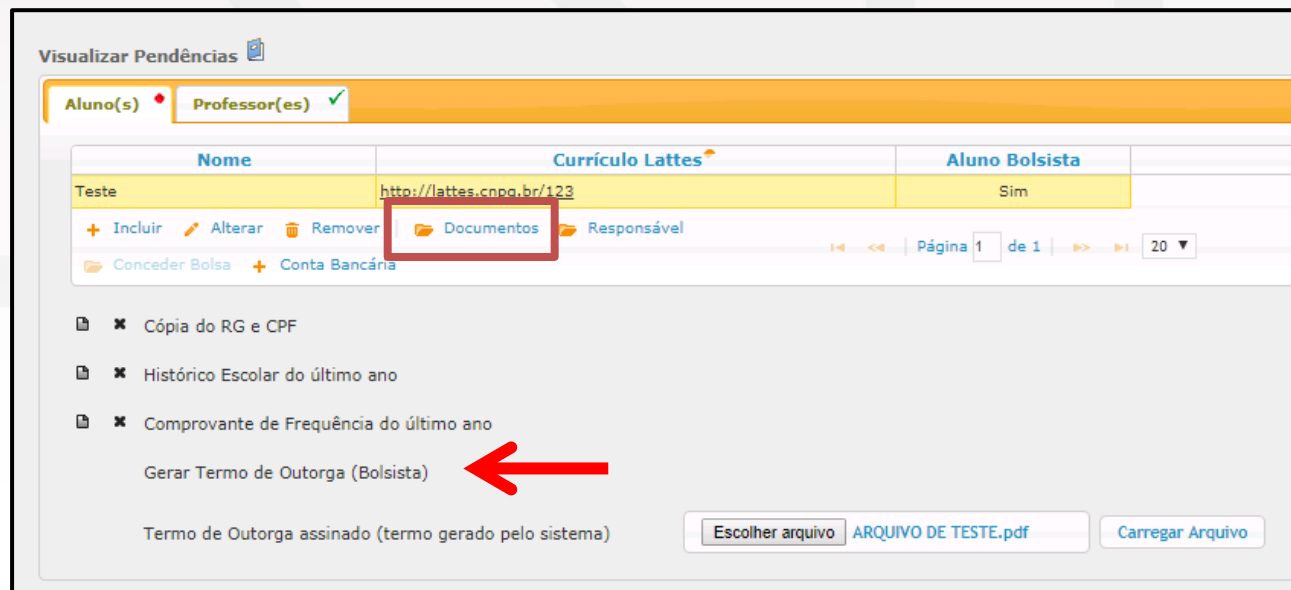 Visualizar Pendências
Aluno(s) Professor(es)
Nome Currículo Lattes Aluno Bolsista
Teste http://lattes.cnpq.br/123 Sim
Incluir Alterar Remover Documentos Responsável
Página 1 de 1 20
Conceder Bolsa Conta Bancária
Cópia do RG e CPF
Histórico Escolar do último ano
Comprovante de Frequência do último ano
Gerar Termo de Outorga (Bolsista)
Termo de Outorga assinado (termo gerado pelo sistema) Escolher arquivo ARQUIVO DE TESTE.pdf Carregar Arquivo